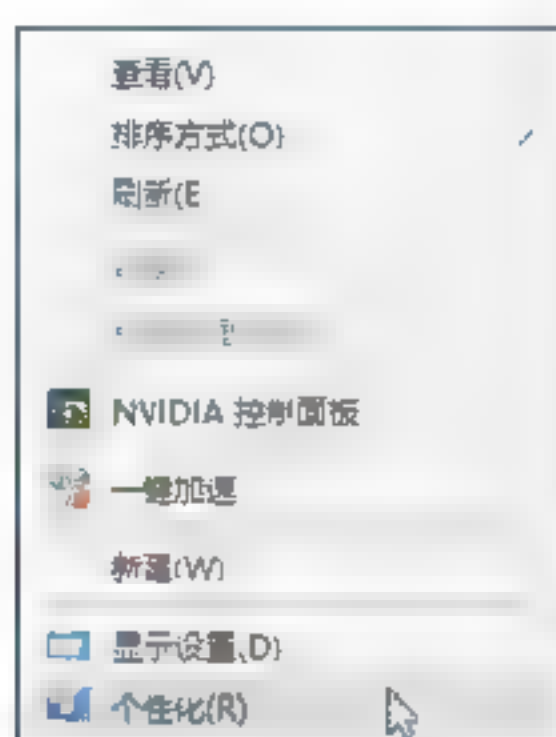 查看(V)
排序方式(O)
刷新(E
NVIDIA 控制面板
一键加速
新建(W)
显示设置(D)
个性化(R)